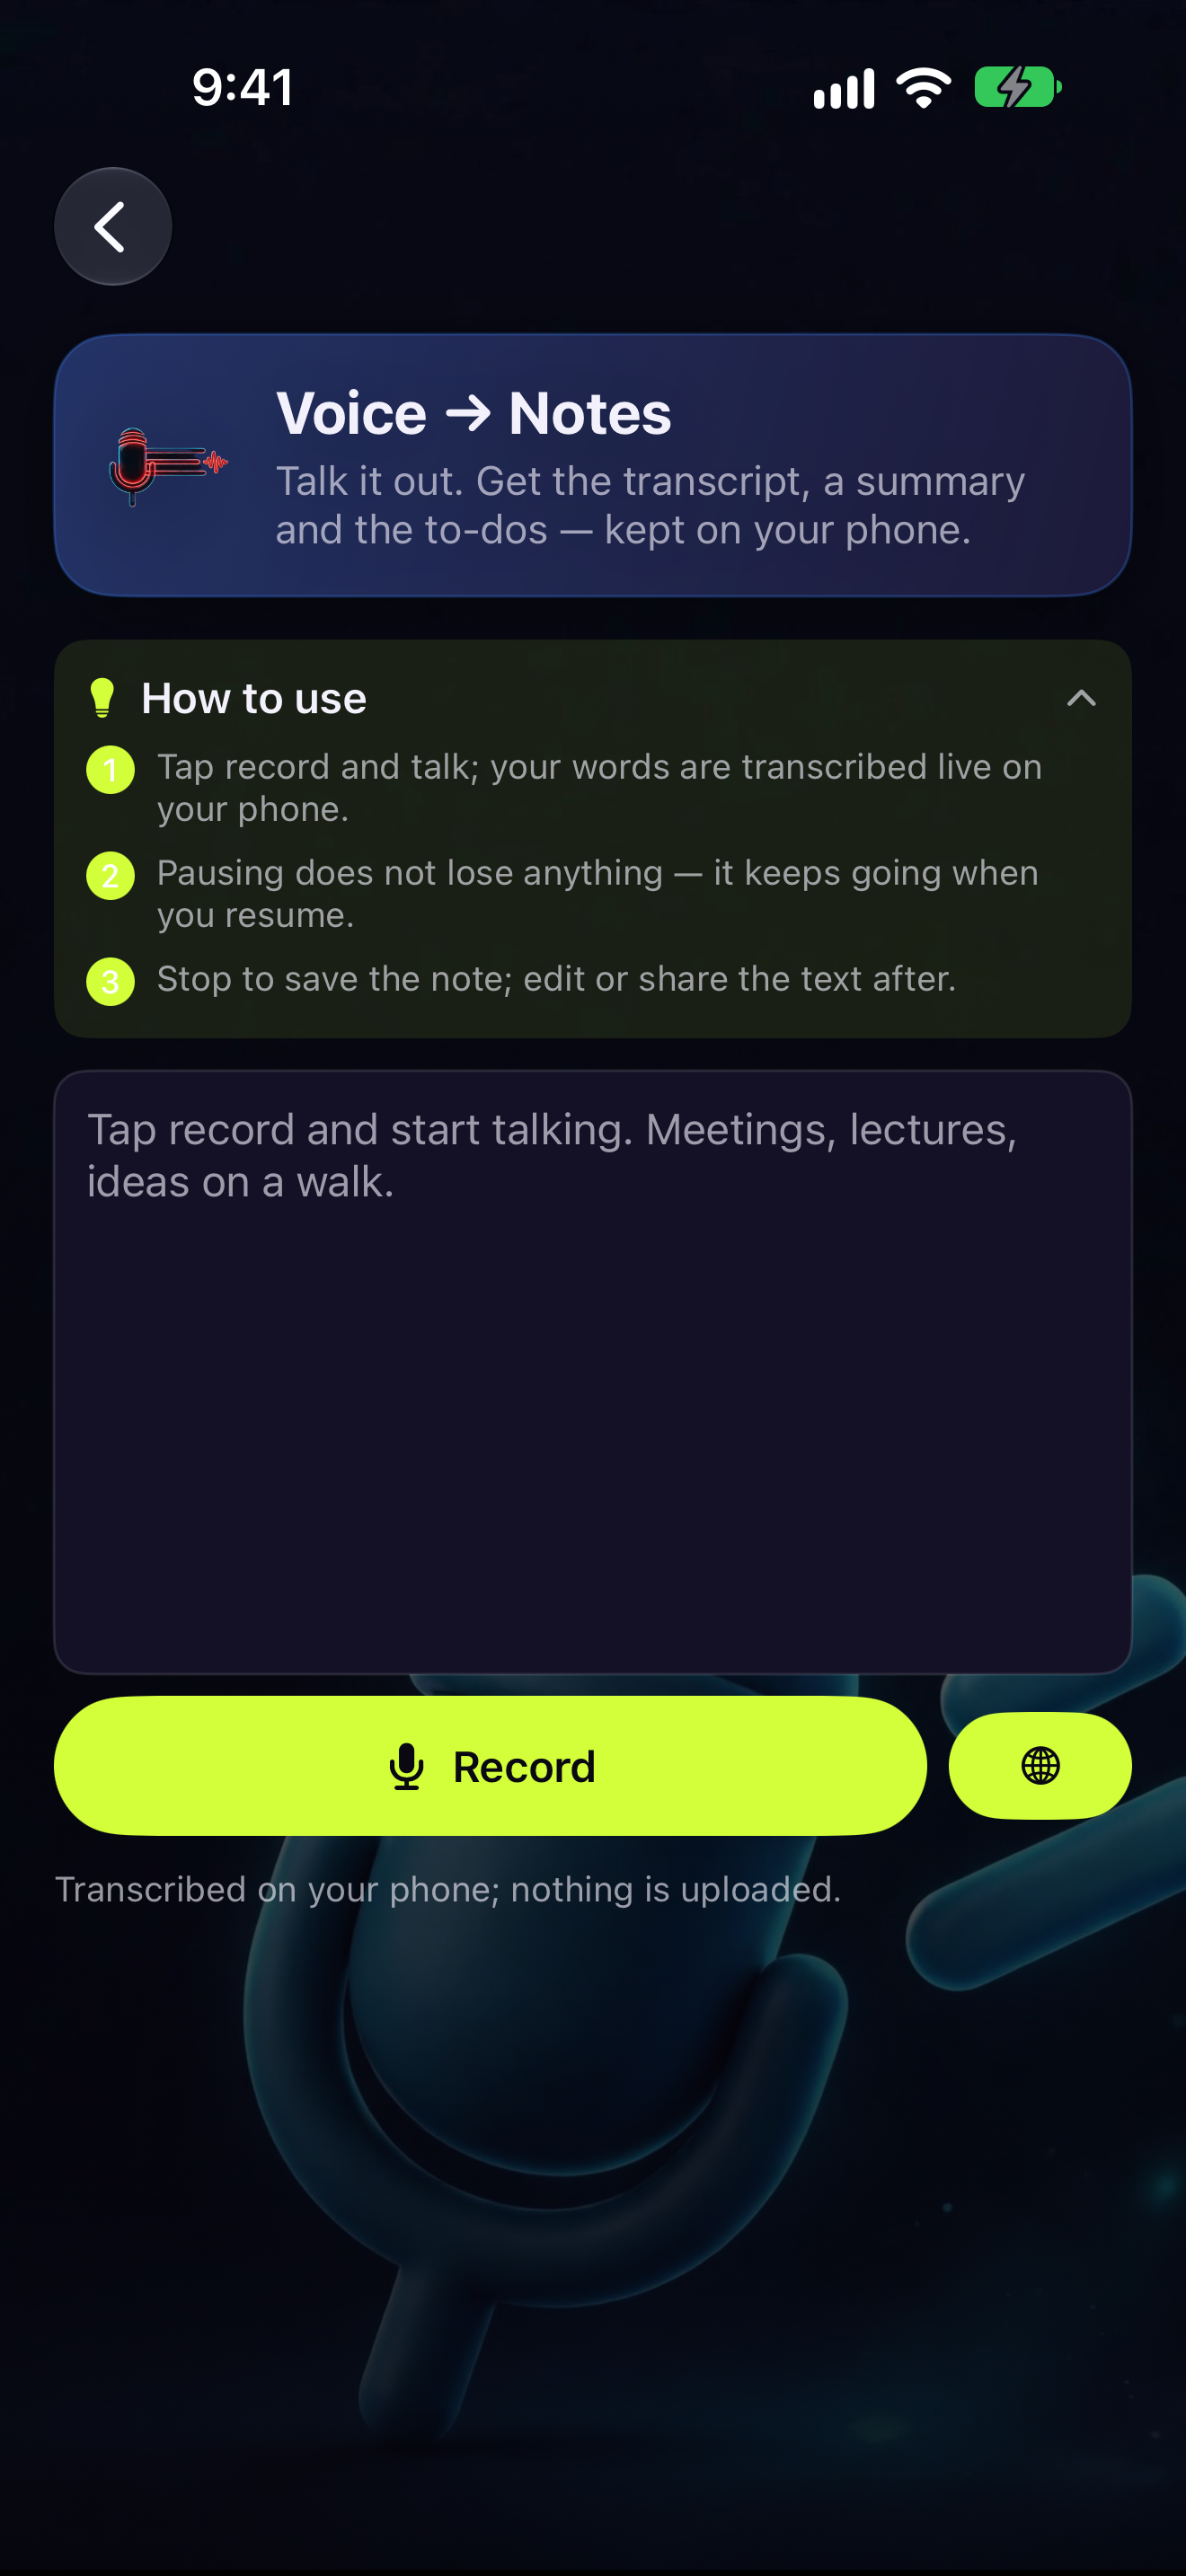 9:41
Voice → Notes
Talk it out. Get the transcript, a summary
and the to-dos — kept on your phone.
How to use
1 Tap record and talk; your words are transcribed live on
your phone.
2 Pausing does not lose anything — it keeps going when
you resume.
3 Stop to save the note; edit or share the text after.
Tap record and start talking. Meetings, lectures,
ideas on a walk.
Record
Transcribed on your phone; nothing is uploaded.